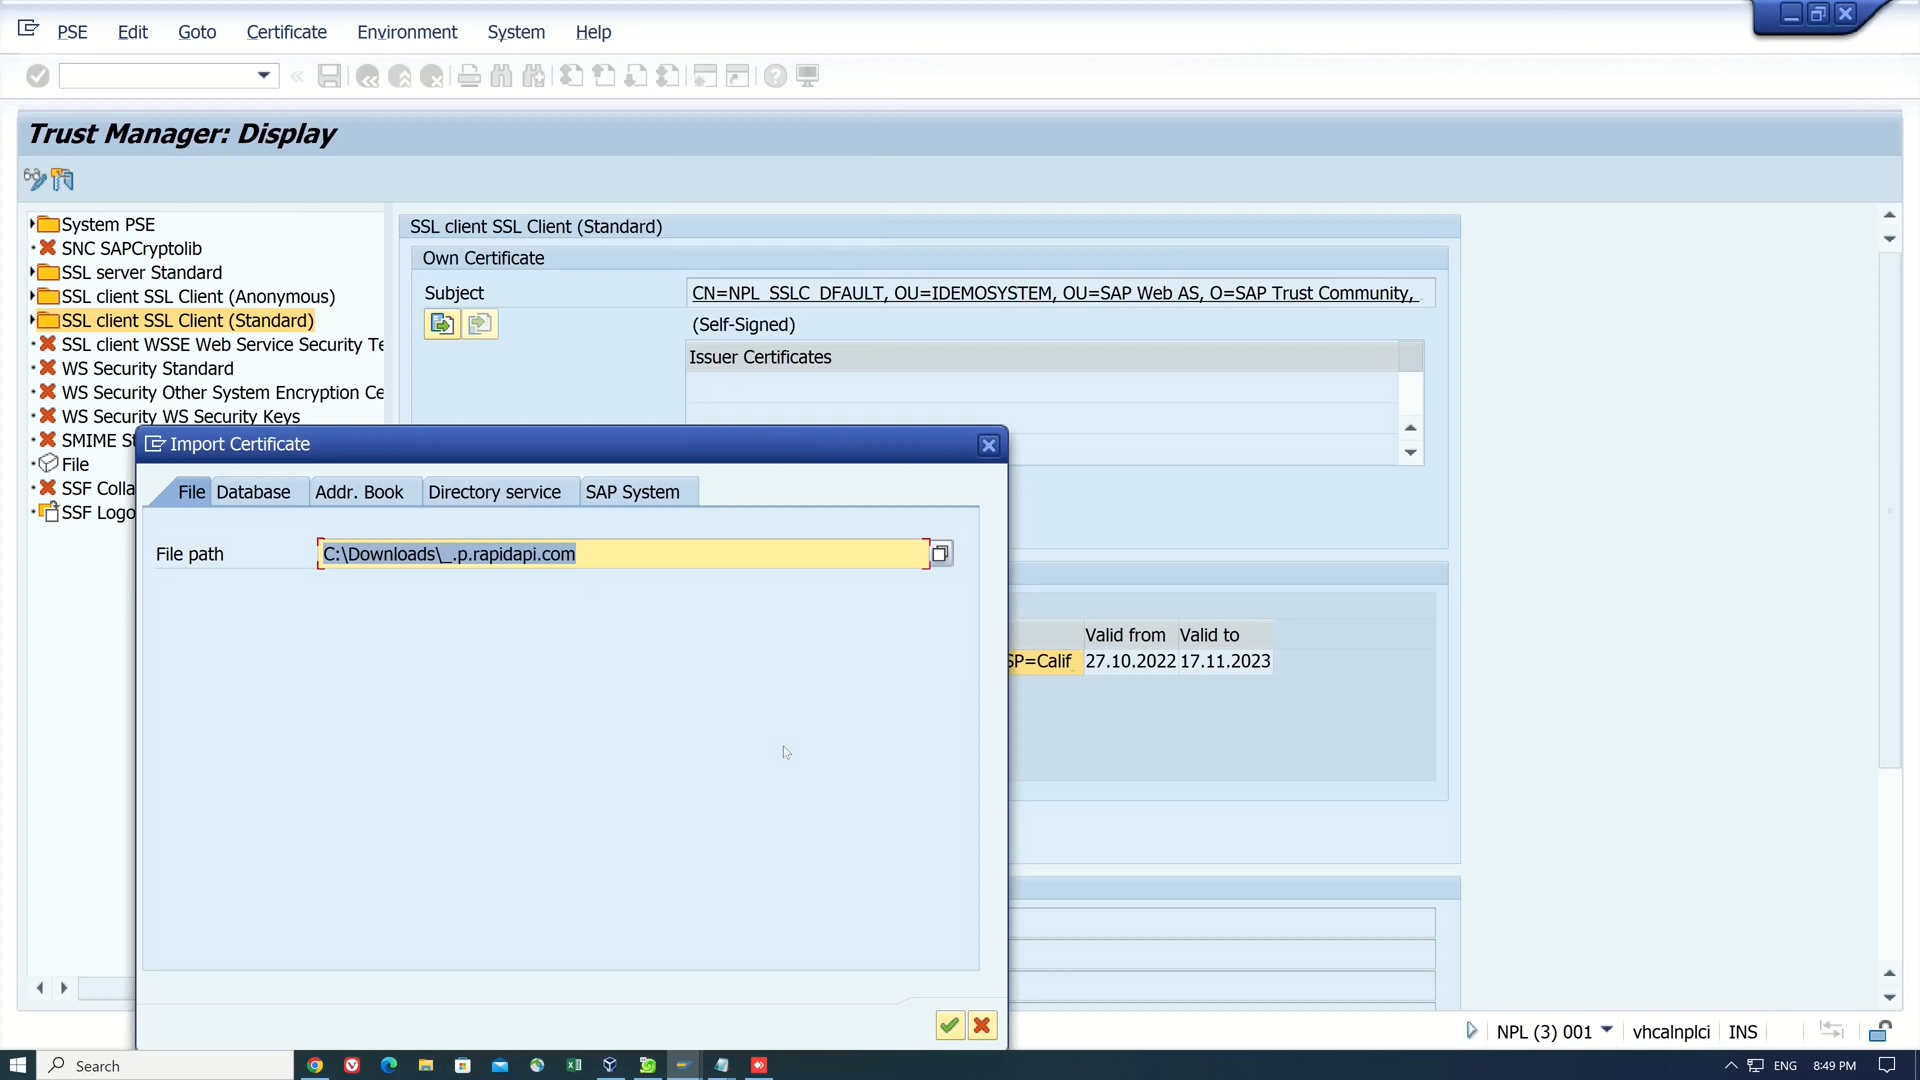 PSE Edit Goto Certificate Environment System Help
Trust Manager: Display
System PSE
SNC SAPCryptolib
SSL server Standard
SSL client SSL Client (Anonymous)
SSL client SSL Client (Standard)
SSL client WSSE Web Service Security Te
WS Security Standard
WS Security Other System Encryption Ce
WS Security WS Security Keys
SMIME St
File
SSF Colla
SSF Logo
SSL client SSL Client (Standard)
Own Certificate
Subject
CN=NPL SSLC DFAULT, OU=IDEMOSYSTEM, OU=SAP Web AS, O=SAP Trust Community,
(Self-Signed)
Issuer Certificates
Import Certificate
File Database Addr. Book Directory service SAP System
File path
C:\Downloads\_.p.rapidapi.com
Valid from Valid to
SP=Calif 27.10.2022 17.11.2023
NPL (3) 001 vhcalnplci INS
Search
ENG 8:49 PM